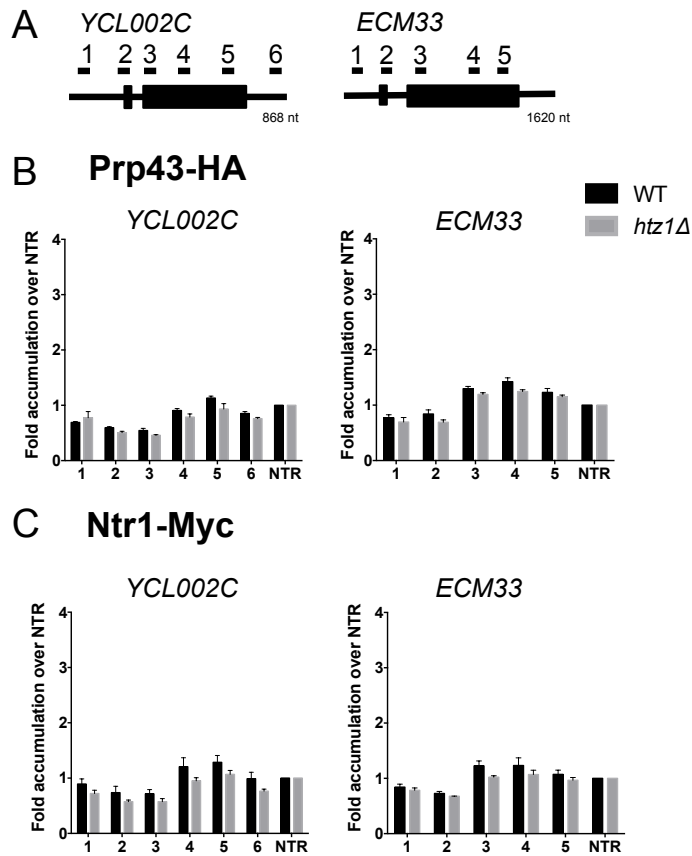 A
YCL002C
ECM33
1 2 3 4 5 6
1 2 3 4 5
868 nt
1620 nt
B Prp43-HA
WT
htz1Δ
YCL002C
ECM33
Fold accumulation over NTR
4
3
2
1
0
1 2 3 4 5 6 NTR
Fold accumulation over NTR
4
3
2
1
0
1 2 3 4 5 NTR
C Ntr1-Myc
YCL002C
ECM33
Fold accumulation over NTR
4
3
2
1
0
1 2 3 4 5 6 NTR
Fold accumulation over NTR
4
3
2
1
0
1 2 3 4 5 NTR